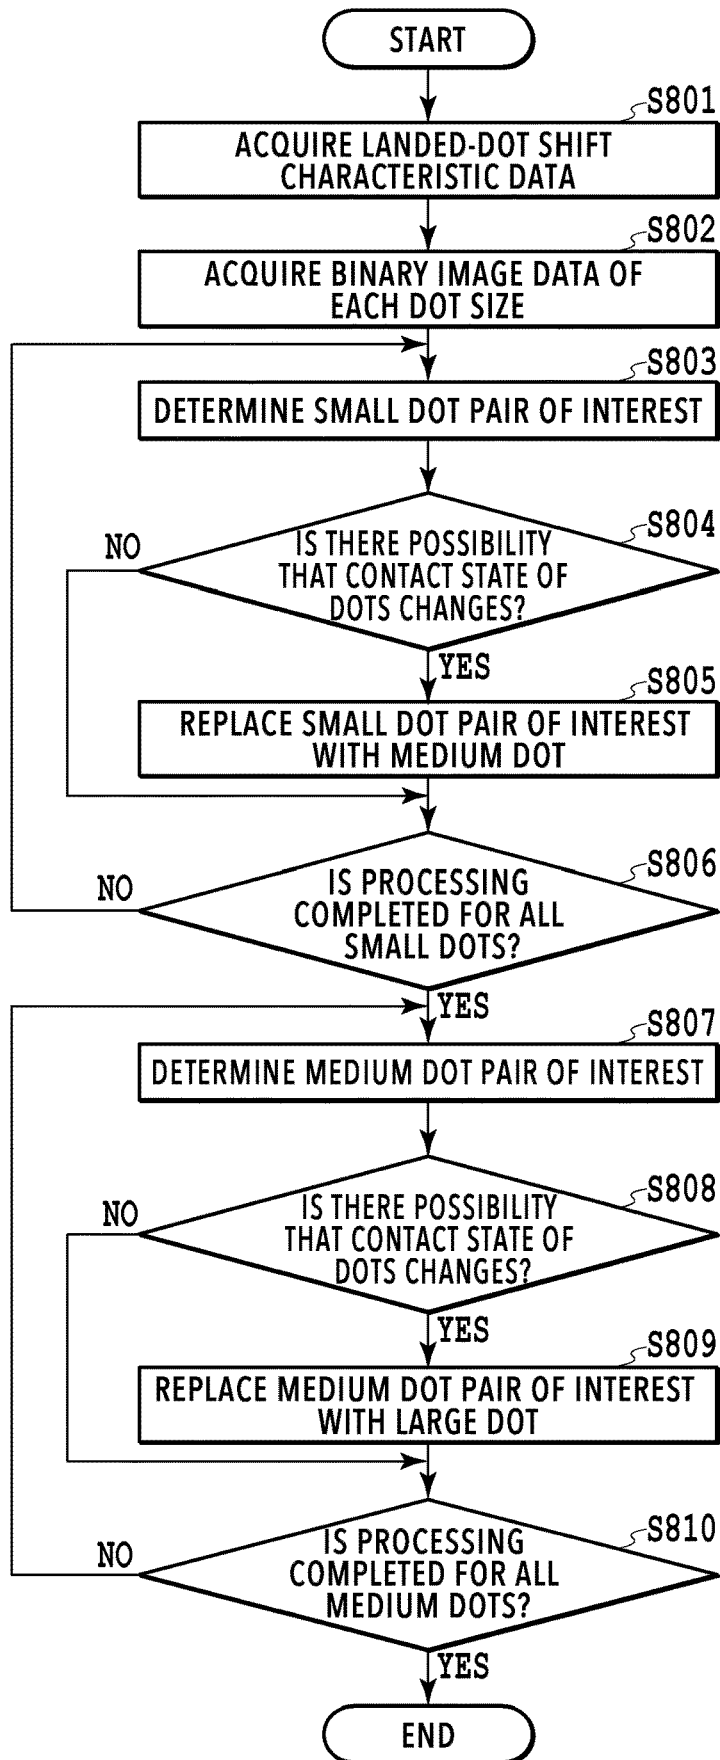 START
S801
ACQUIRE LANDED-DOT SHIFT
CHARACTERISTIC DATA
S802
ACQUIRE BINARY IMAGE DATA OF
EACH DOT SIZE
S803
DETERMINE SMALL DOT PAIR OF INTEREST
S804
NO
IS THERE POSSIBILITY
THAT CONTACT STATE OF
DOTS CHANGES?
YES
S805
REPLACE SMALL DOT PAIR OF INTEREST
WITH MEDIUM DOT
S806
NO
IS PROCESSING
COMPLETED FOR ALL
SMALL DOTS?
YES
S807
DETERMINE MEDIUM DOT PAIR OF INTEREST
S808
NO
IS THERE POSSIBILITY
THAT CONTACT STATE OF
DOTS CHANGES?
YES
S809
REPLACE MEDIUM DOT PAIR OF INTEREST
WITH LARGE DOT
S810
NO
IS PROCESSING
COMPLETED FOR ALL
MEDIUM DOTS?
YES
END